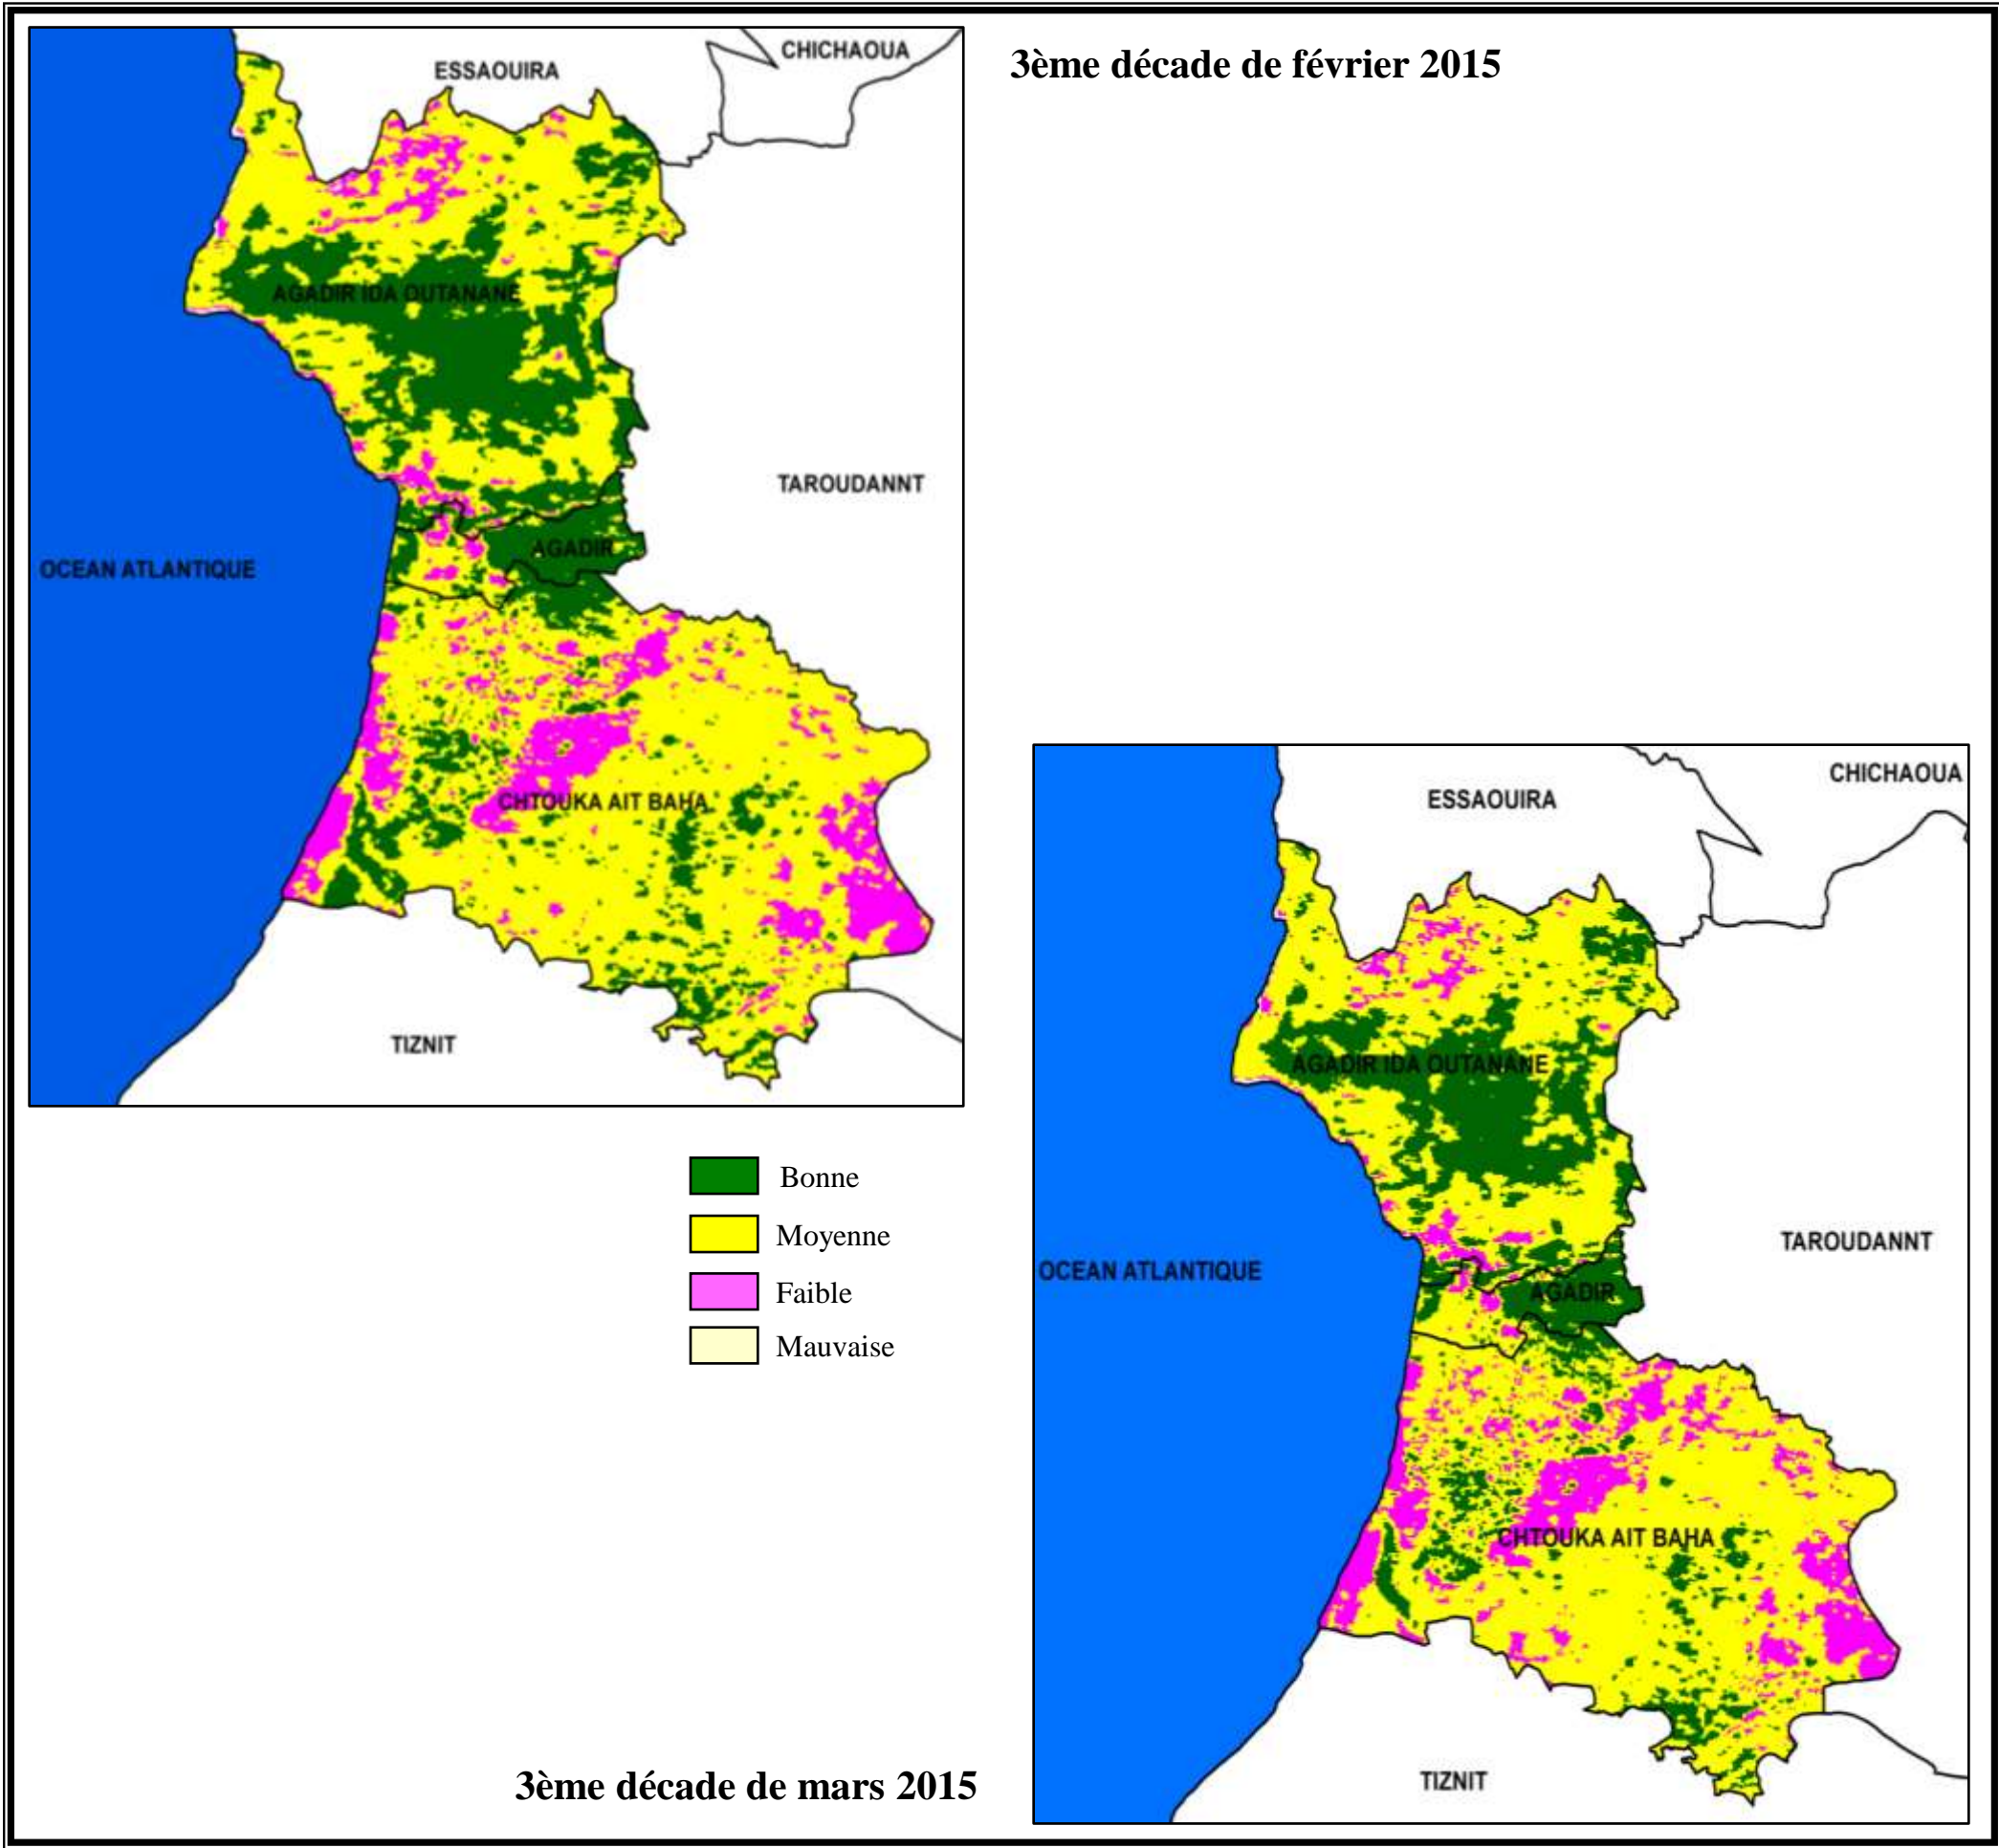 3ème décade de février 2015
ESSAOUIRA
CHICHAOUA
AGADIR IDA OUTANANE
TAROUDANNT
AGADIR
OCEAN ATLANTIQUE
CHTOUKA AIT BAHA
TIZNIT
Bonne
Moyenne
Faible
Mauvaise
3ème décade de mars 2015
CHICHAOUA
ESSAOUIRA
AGADIR IDA OUTANANE
TAROUDANNT
OCEAN ATLANTIQUE
AGADIR
CHTOUKA AIT BAHA
TIZNIT